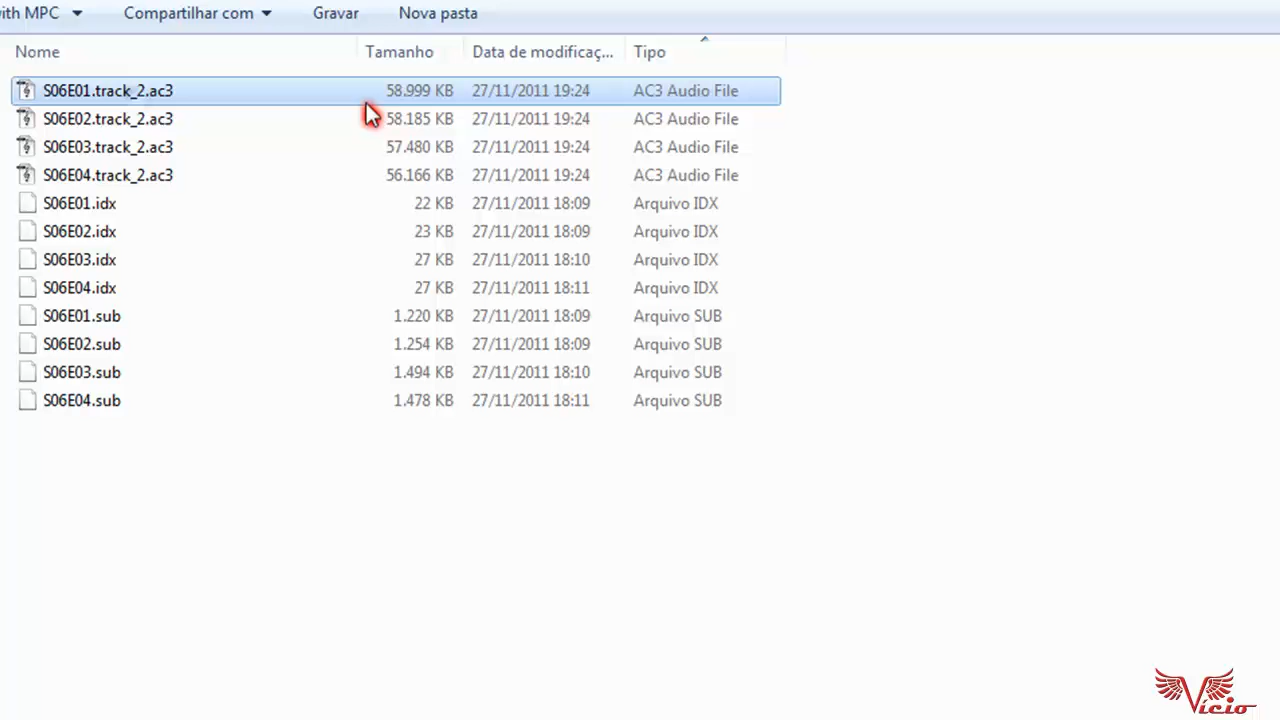 ith MPC Compartilhar com Gravar Nova pasta
Nome Tamanho Data de modificaç... Tipo
S06E01.track_2.ac3 58.999 KB 27/11/2011 19:24 AC3 Audio File
S06E02.track_2.ac3 58.185 KB 27/11/2011 19:24 AC3 Audio File
S06E03.track_2.ac3 57.480 KB 27/11/2011 19:24 AC3 Audio File
S06E04.track_2.ac3 56.166 KB 27/11/2011 19:24 AC3 Audio File
S06E01.idx 22 KB 27/11/2011 18:09 Arquivo IDX
S06E02.idx 23 KB 27/11/2011 18:09 Arquivo IDX
S06E03.idx 27 KB 27/11/2011 18:10 Arquivo IDX
S06E04.idx 27 KB 27/11/2011 18:11 Arquivo IDX
S06E01.sub 1.220 KB 27/11/2011 18:09 Arquivo SUB
S06E02.sub 1.254 KB 27/11/2011 18:09 Arquivo SUB
S06E03.sub 1.494 KB 27/11/2011 18:10 Arquivo SUB
S06E04.sub 1.478 KB 27/11/2011 18:11 Arquivo SUB
Vício